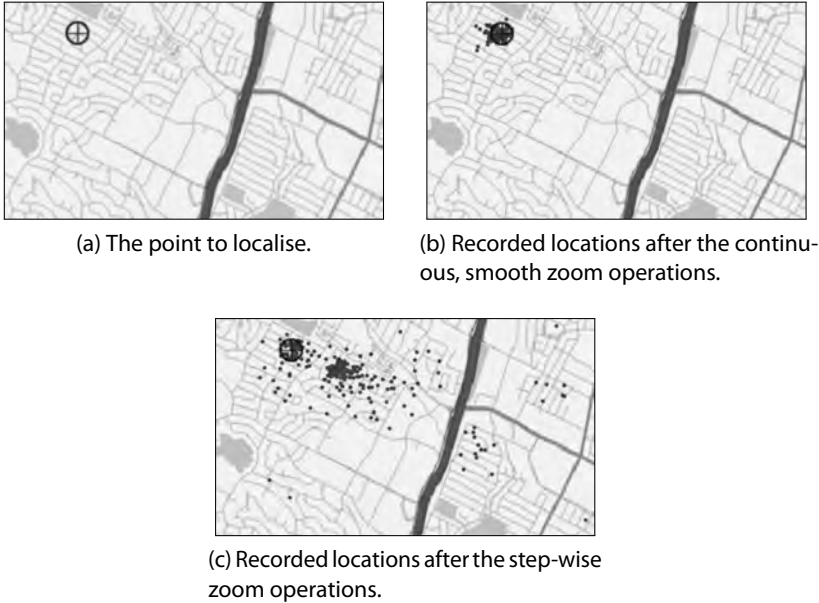 (a) The point to localise.
(b) Recorded locations after the continu-
ous, smooth zoom operations.
(c) Recorded locations after the step-wise
zoom operations.